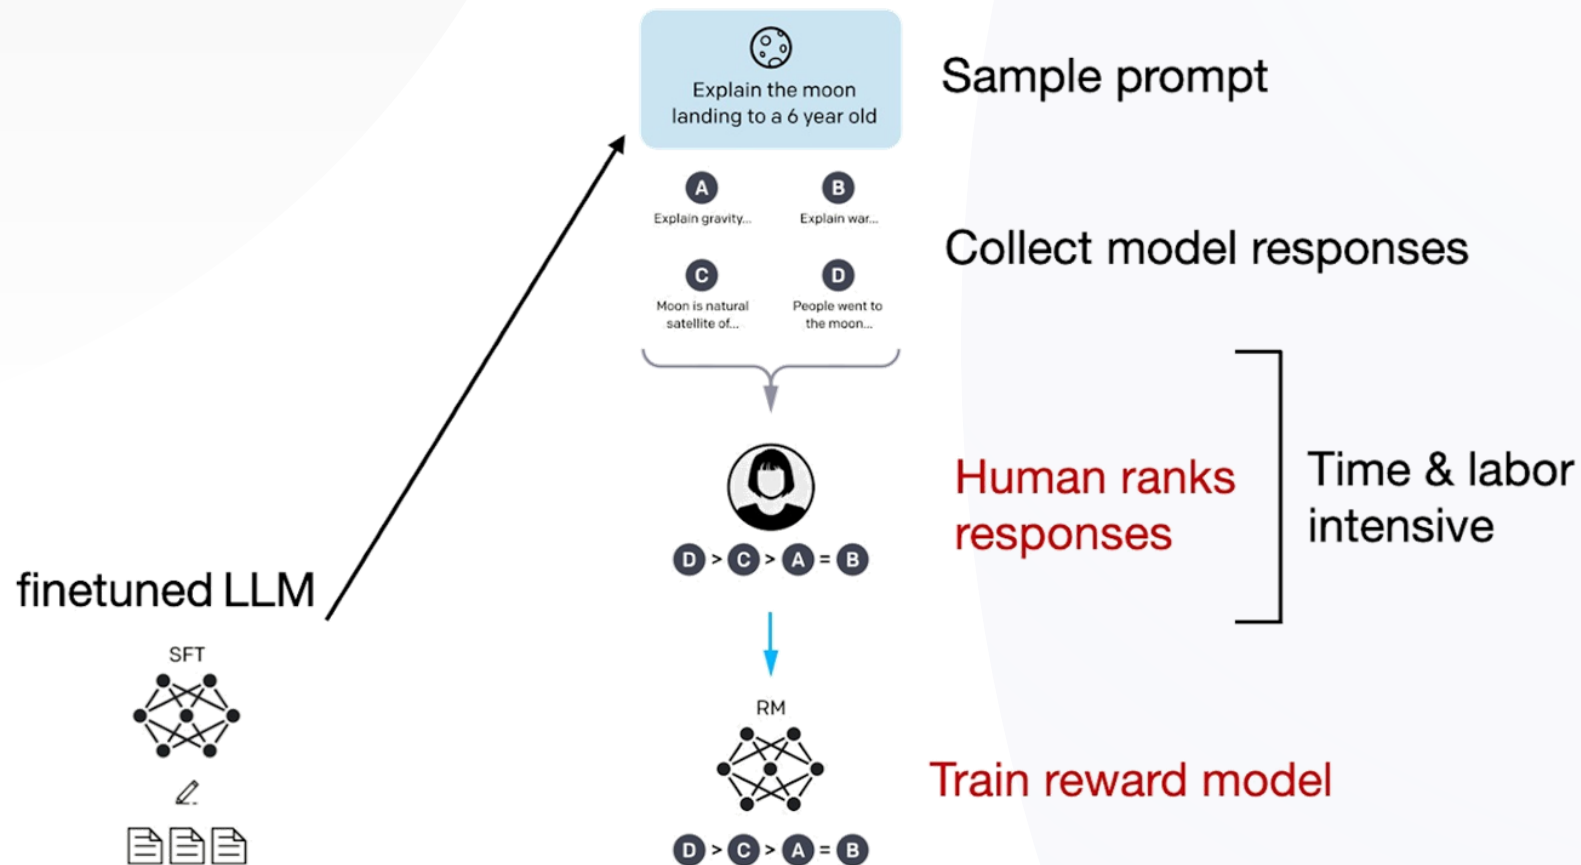 Explain the moon
landing to a 6 year old
Sample prompt
A
B
Explain gravity...
Explain war...
C
D
Moon is natural
satellite of...
People went to
the moon...
Collect model responses
Human ranks
responses
Time & labor
intensive
D > C > A = B
finetuned LLM
SFT
RM
Train reward model
D > C > A = B